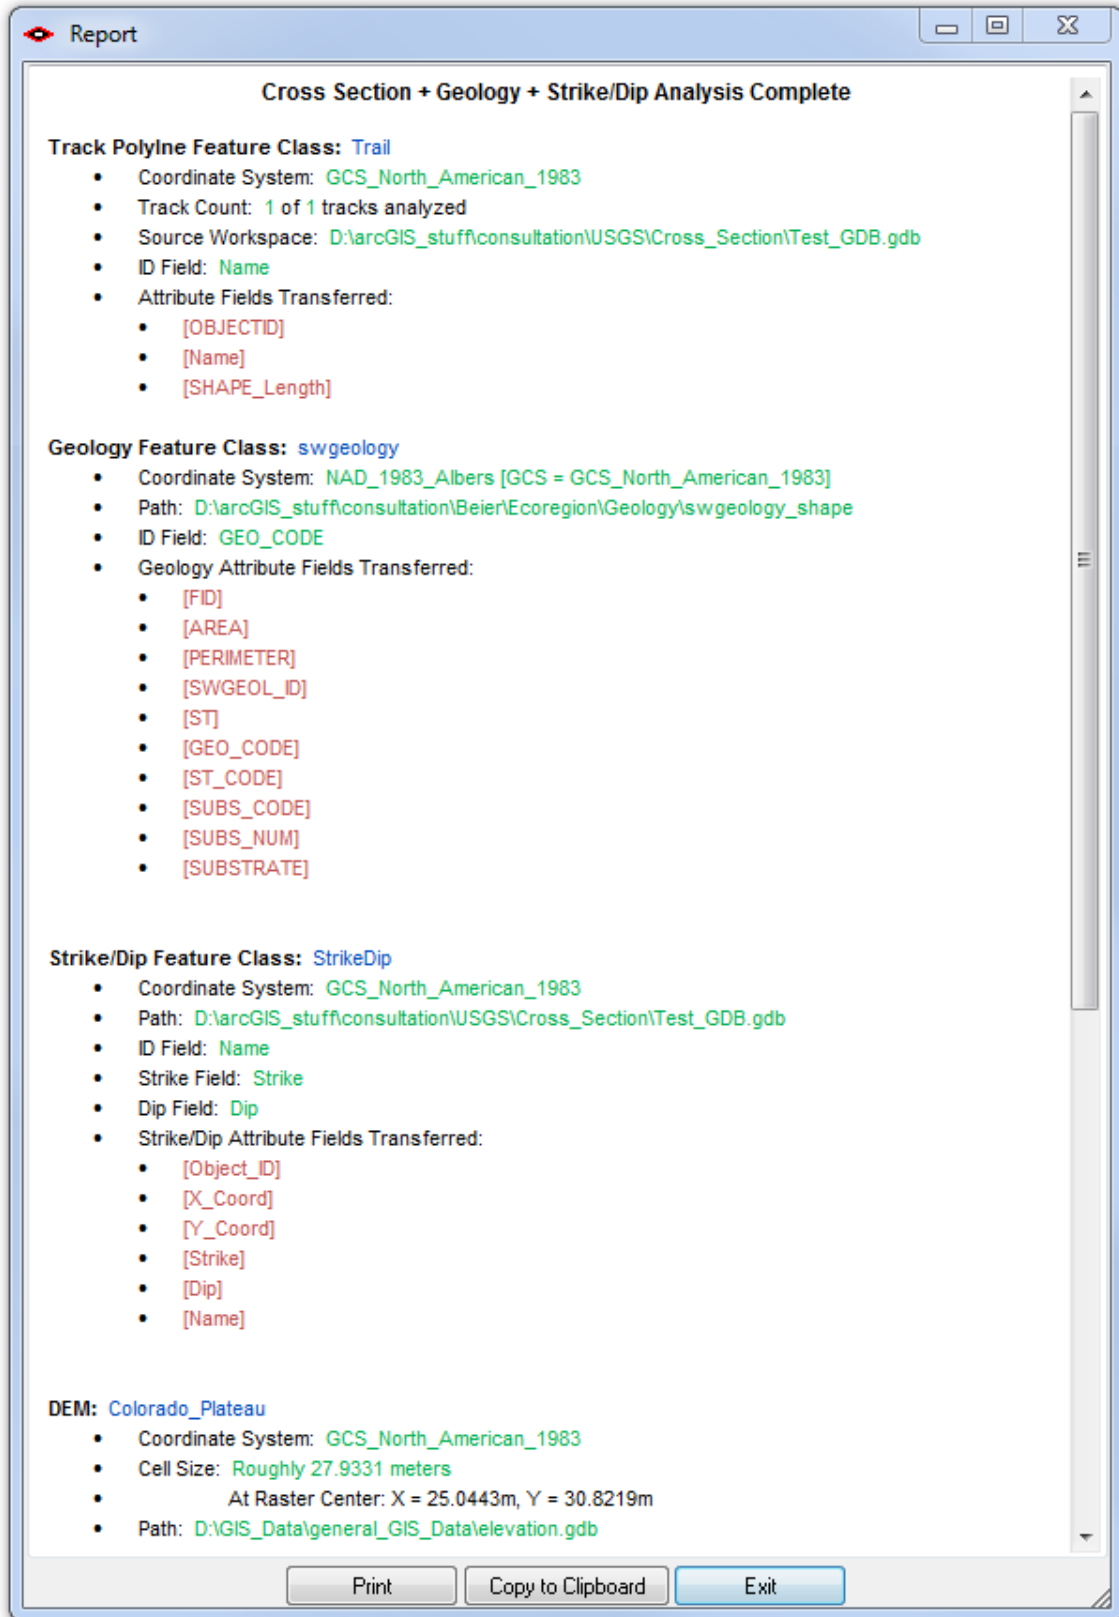 Report
Cross Section + Geology + Strike/Dip Analysis Complete
Track Polylne Feature Class: Trail
• Coordinate System: GCS_North_American_1983
• Track Count: 1 of 1 tracks analyzed
• Source Workspace: D:\arcGIS_stuff\consultation\USGS\Cross_Section\Test_GDB.gdb
• ID Field: Name
• Attribute Fields Transferred:
• [OBJECTID]
• [Name]
• [SHAPE_Length]
Geology Feature Class: swgeology
• Coordinate System: NAD_1983_Albers [GCS = GCS_North_American_1983]
• Path: D:\arcGIS_stuff\consultation\Beier\Ecoregion\Geology\swgeology_shape
• ID Field: GEO_CODE
• Geology Attribute Fields Transferred:
• [FID]
• [AREA]
• [PERIMETER]
• [SWGEOL_ID]
• [ST]
• [GEO_CODE]
• [ST_CODE]
• [SUBS_CODE]
• [SUBS_NUM]
• [SUBSTRATE]
Strike/Dip Feature Class: StrikeDip
• Coordinate System: GCS_North_American_1983
• Path: D:\arcGIS_stuff\consultation\USGS\Cross_Section\Test_GDB.gdb
• ID Field: Name
• Strike Field: Strike
• Dip Field: Dip
• Strike/Dip Attribute Fields Transferred:
• [Object_ID]
• [X_Coord]
• [Y_Coord]
• [Strike]
• [Dip]
• [Name]
DEM: Colorado_Plateau
• Coordinate System: GCS_North_American_1983
• Cell Size: Roughly 27.9331 meters
• At Raster Center: X = 25.0443m, Y = 30.8219m
• Path: D:\GIS_Data\general_GIS_Data\elevation.gdb
Print Copy to Clipboard Exit